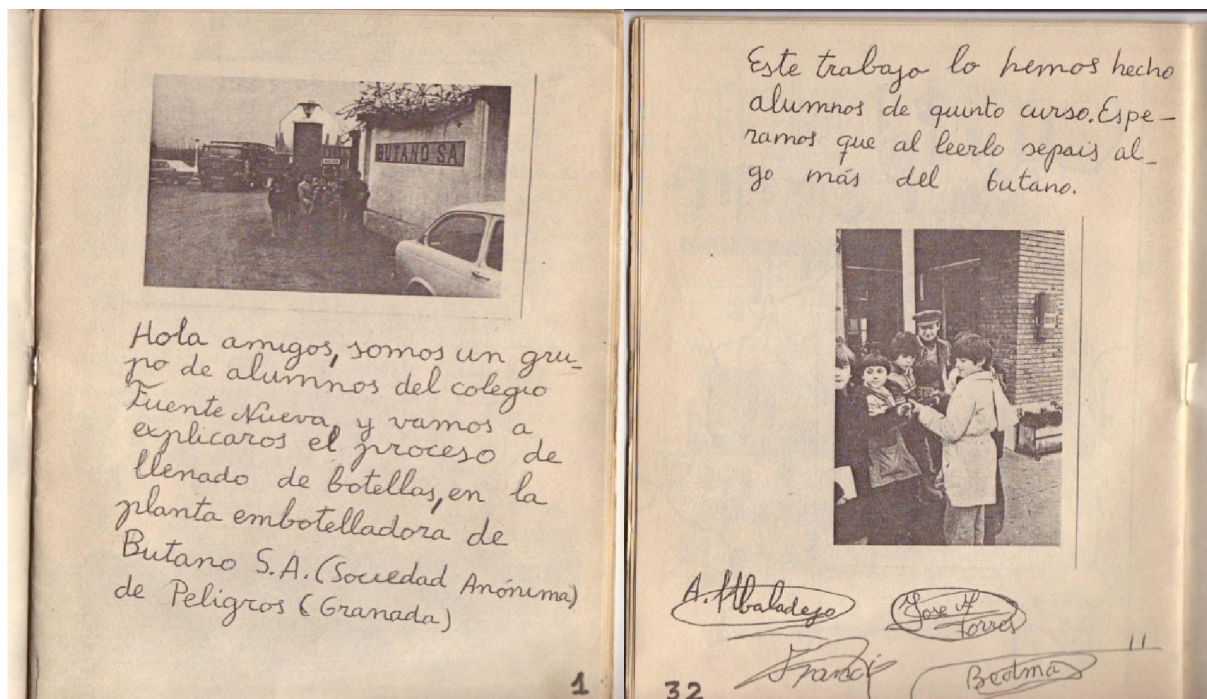 BUTANO S.A.
Hola amigos, somos un gru-
po de alumnos del colegio
Fuente Nueva, y vamos a
explicaros el proceso de
llenado de botellas, en la
planta embotelladora de
Butano S.A. (Sociedad Anónima)
de Peligros (Granada)
1
Este trabajo lo hemos hecho
alumnos de quinto curso. Espe-
ramos que al leerlo sepais al-
go más del butano.
A. Albaladejo
Jose
Torres
Franci
32